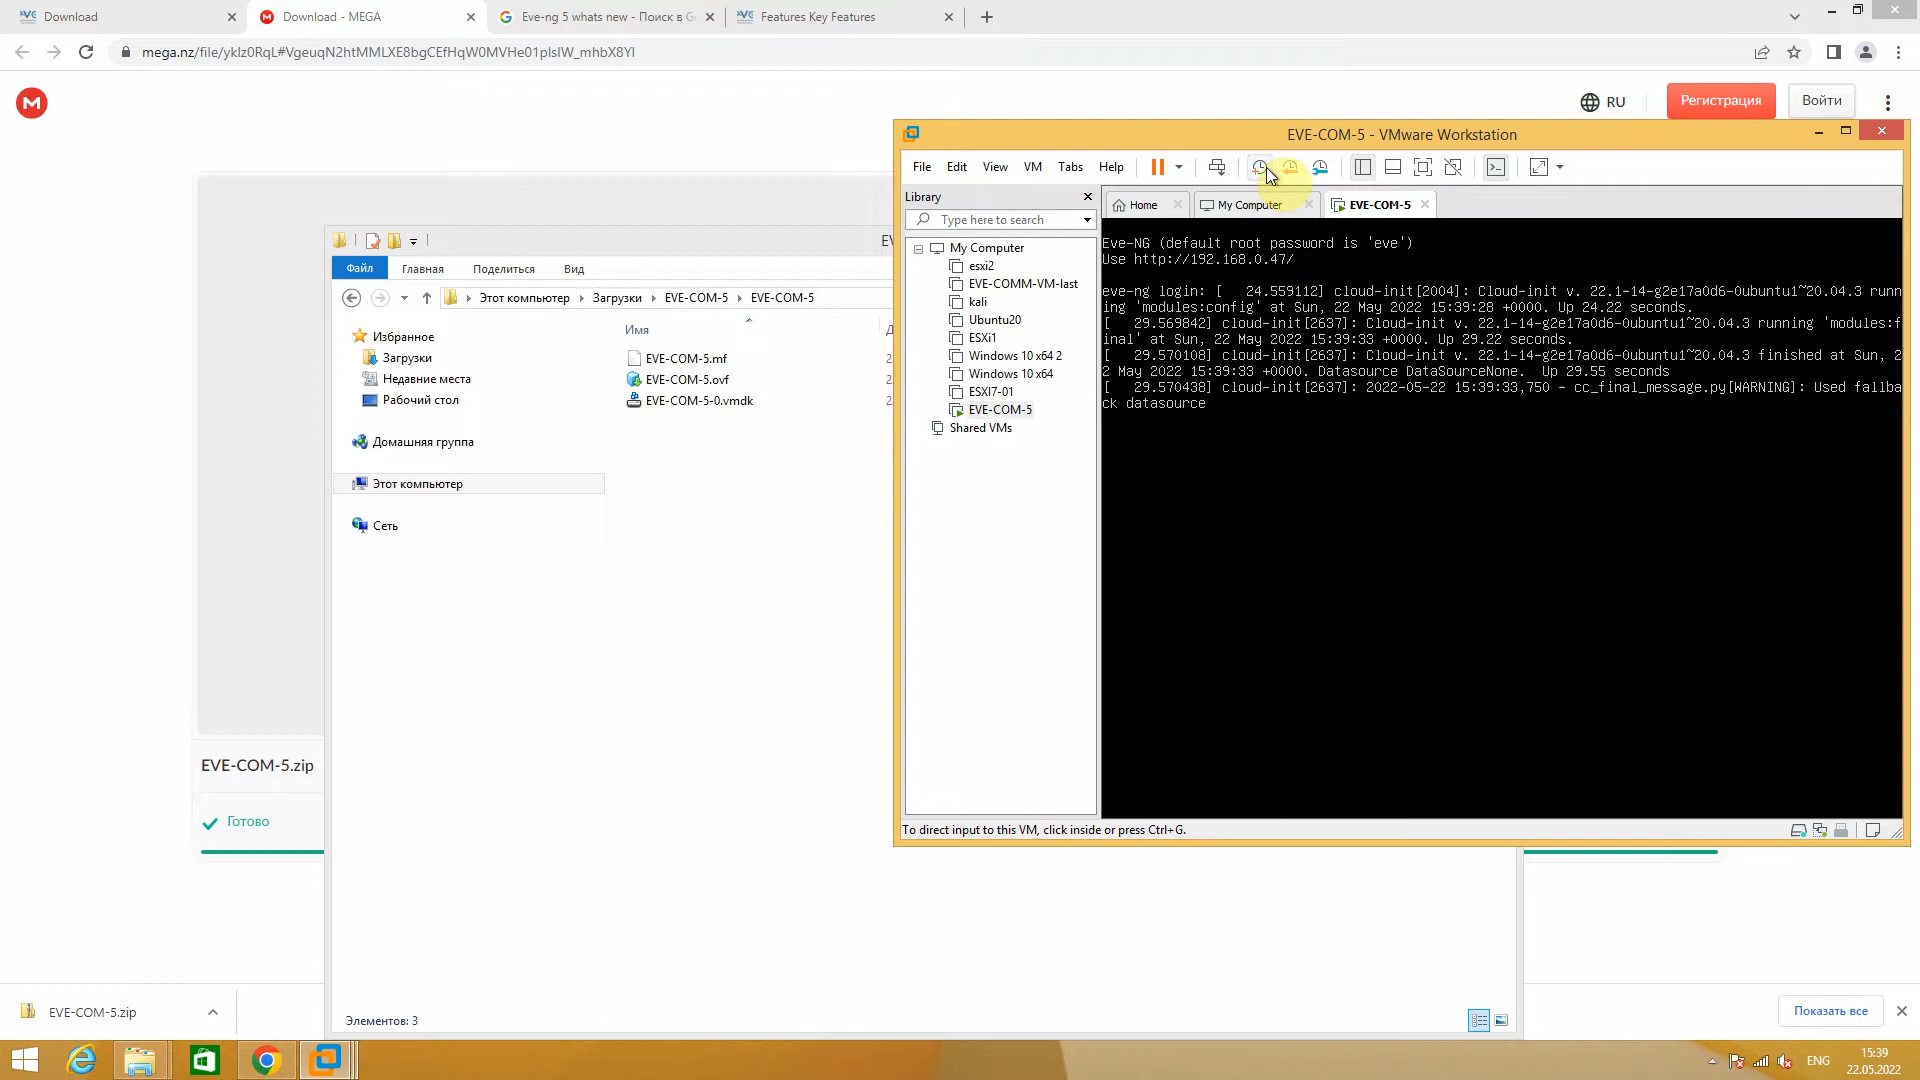 Download
Download - MEGA
Eve-ng 5 whats new - Поиск в G
Features Key Features
mega.nz/file/yklz0RqL#VgeuqN2htMMLXE8bgCEfHqW0MVHe01plsIW_mhbX8YI
RU
Регистрация
Войти
EVE-COM-5 - VMware Workstation
File Edit View VM Tabs Help
Library
Type here to search
Home
My Computer
EVE-COM-5
My Computer
esxi2
EVE-COMM-VM-last
kali
Ubuntu20
ESXi1
Windows 10 x64 2
Windows 10 x64
ESXI7-01
EVE-COM-5
Shared VMs
Eve-NG (default root password is 'eve')
Use http://192.168.0.47/
eve-ng login: [   24.559112] cloud-init[2004]: Cloud-init v. 22.1-14-g2e17a0d6-0ubuntu1~20.04.3 runn
ing 'modules:config' at Sun, 22 May 2022 15:39:28 +0000. Up 24.22 seconds.
[   29.569842] cloud-init[2637]: Cloud-init v. 22.1-14-g2e17a0d6-0ubuntu1~20.04.3 running 'modules:f
inal' at Sun, 22 May 2022 15:39:33 +0000. Up 29.22 seconds.
[   29.570108] cloud-init[2637]: Cloud-init v. 22.1-14-g2e17a0d6-0ubuntu1~20.04.3 finished at Sun, 2
2 May 2022 15:39:33 +0000. Datasource DataSourceNone.  Up 29.55 seconds
[   29.570438] cloud-init[2637]: 2022-05-22 15:39:33,750 - cc_final_message.py[WARNING]: Used fallba
ck datasource
To direct input to this VM, click inside or press Ctrl+G.
Файл Главная Поделиться Вид
Этот компьютер Загрузки EVE-COM-5 EVE-COM-5
Имя
Избранное
Загрузки
Недавние места
Рабочий стол
Домашняя группа
Этот компьютер
Сеть
EVE-COM-5.mf
EVE-COM-5.ovf
EVE-COM-5-0.vmdk
Элементов: 3
EVE-COM-5.zip
Готово
EVE-COM-5.zip
Показать все
ENG
15:39
22.05.2022